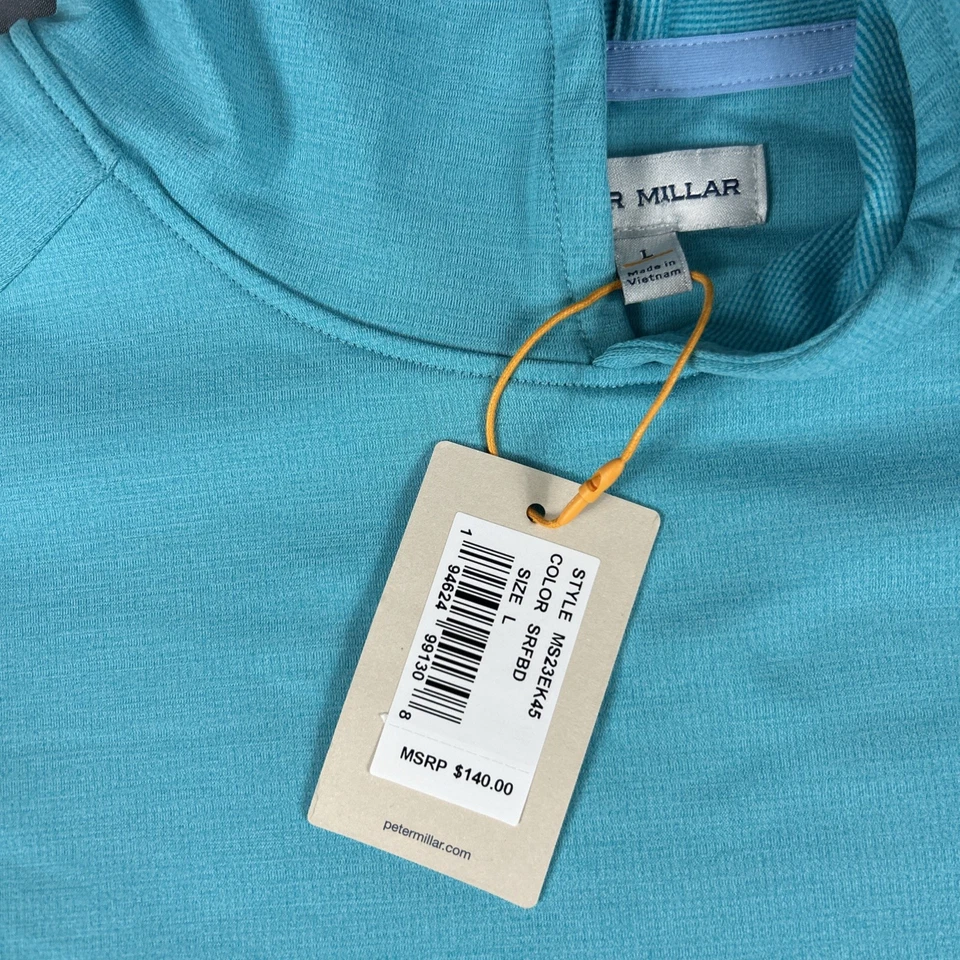 R MILLAR
L
Made in
Vietnam
STYLE MS23EK45
COLOR SRFBD
SIZE L
1 94624 99130 8
MSRP $140.00
petermillar.com